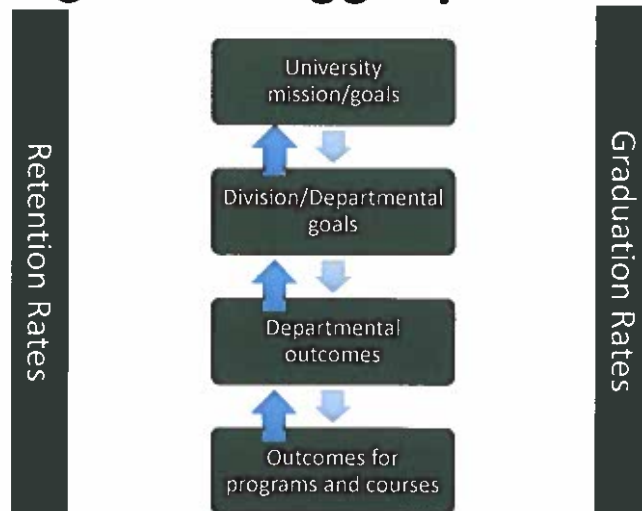 Retention Rates
University
mission/goals
Division/Departmental
goals
Departmental
outcomes
Outcomes for
programs and courses
Graduation Rates